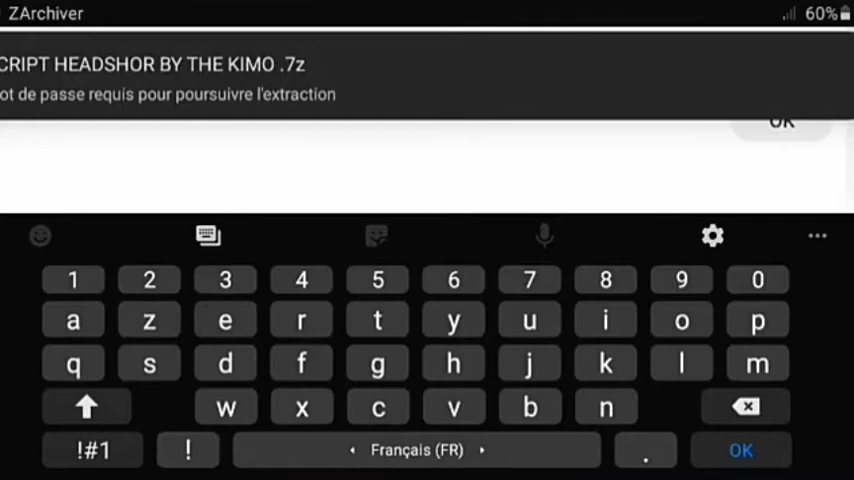 ZArchiver
60%
CRIPT HEADSHOR BY THE KIMO .7z
ot de passe requis pour poursuivre l'extraction
OK
1 2 3 4 5 6 7 8 9 0
a z e r t y u i o p
q s d f g h j k l m
w x c v b n
!#1 ! Français (FR) . OK